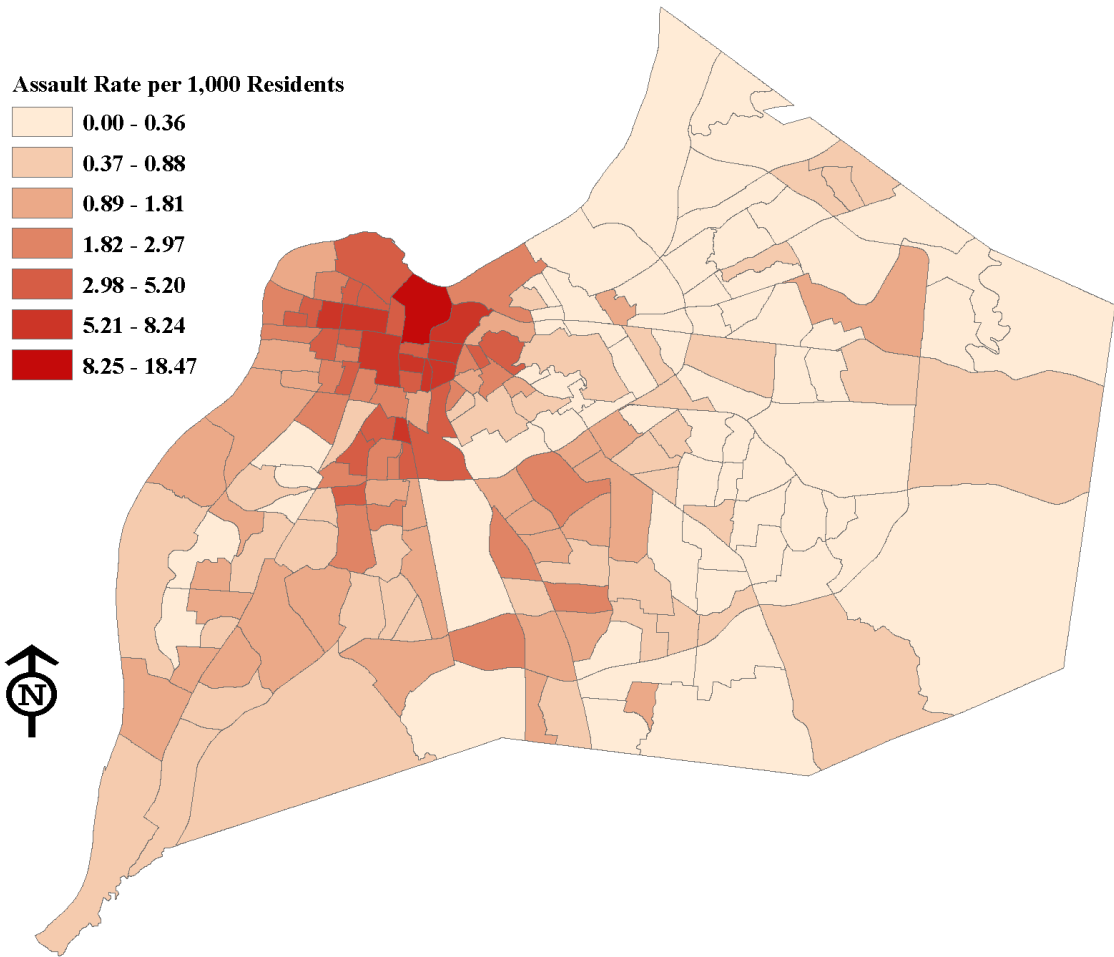 Assault Rate per 1,000 Residents
0.00 - 0.36
0.37 - 0.88
0.89 - 1.81
1.82 - 2.97
2.98 - 5.20
5.21 - 8.24
8.25 - 18.47
N